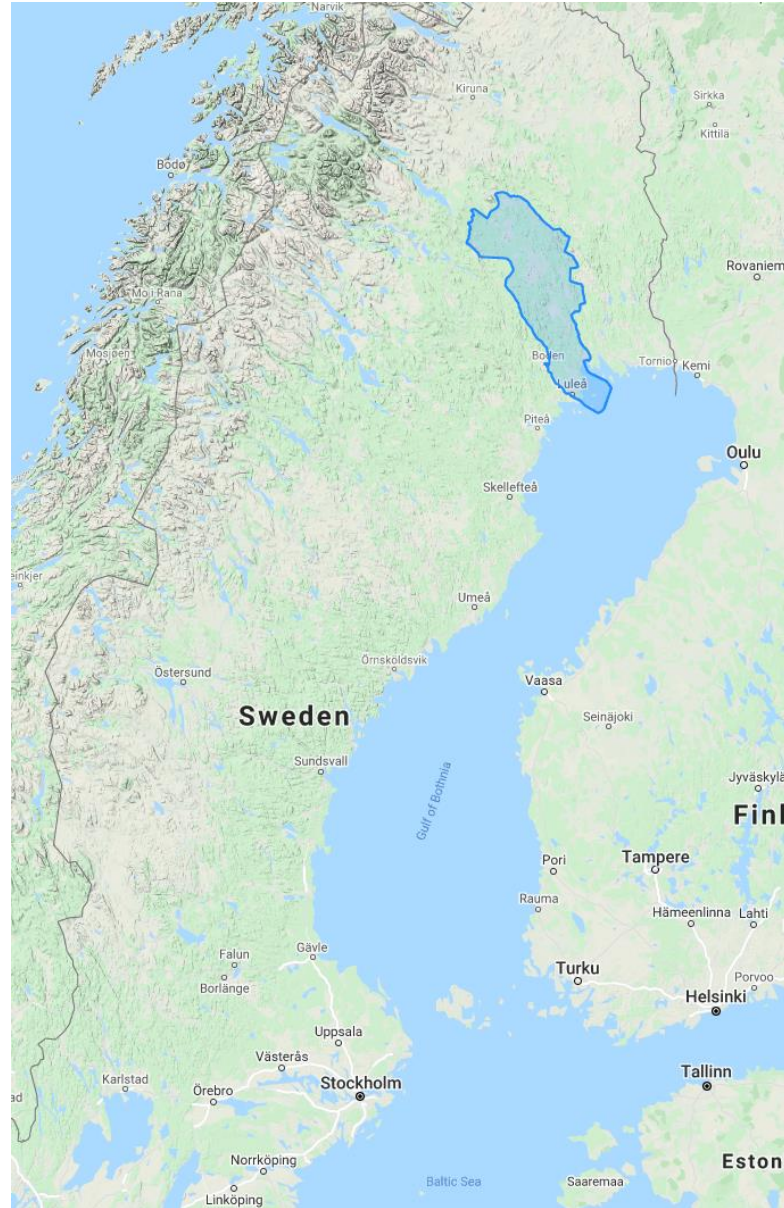 Narvik
Kiruna
Sirkka
Kittilä
Bodø
Mo i Rana
Rovaniem
Mosjøen
Boden
Tornio
Kemi
Luleå
Piteå
Oulu
Skellefteå
einkjer
Umeå
Örnsköldsvik
Östersund
Vaasa
Sweden
Seinäjoki
Sundsvall
Gulf of Bothnia
Jyväskylä
Finl
Pori
Tampere
Rauma
Hämeenlinna
Lahti
Falun
Gävle
Borlänge
Turku
Porvoo
Helsinki
Uppsala
Västerås
Karlstad
Örebro
Stockholm
Tallinn
ad
Norrköping
Eston
Baltic Sea
Saaremaa
Linköping